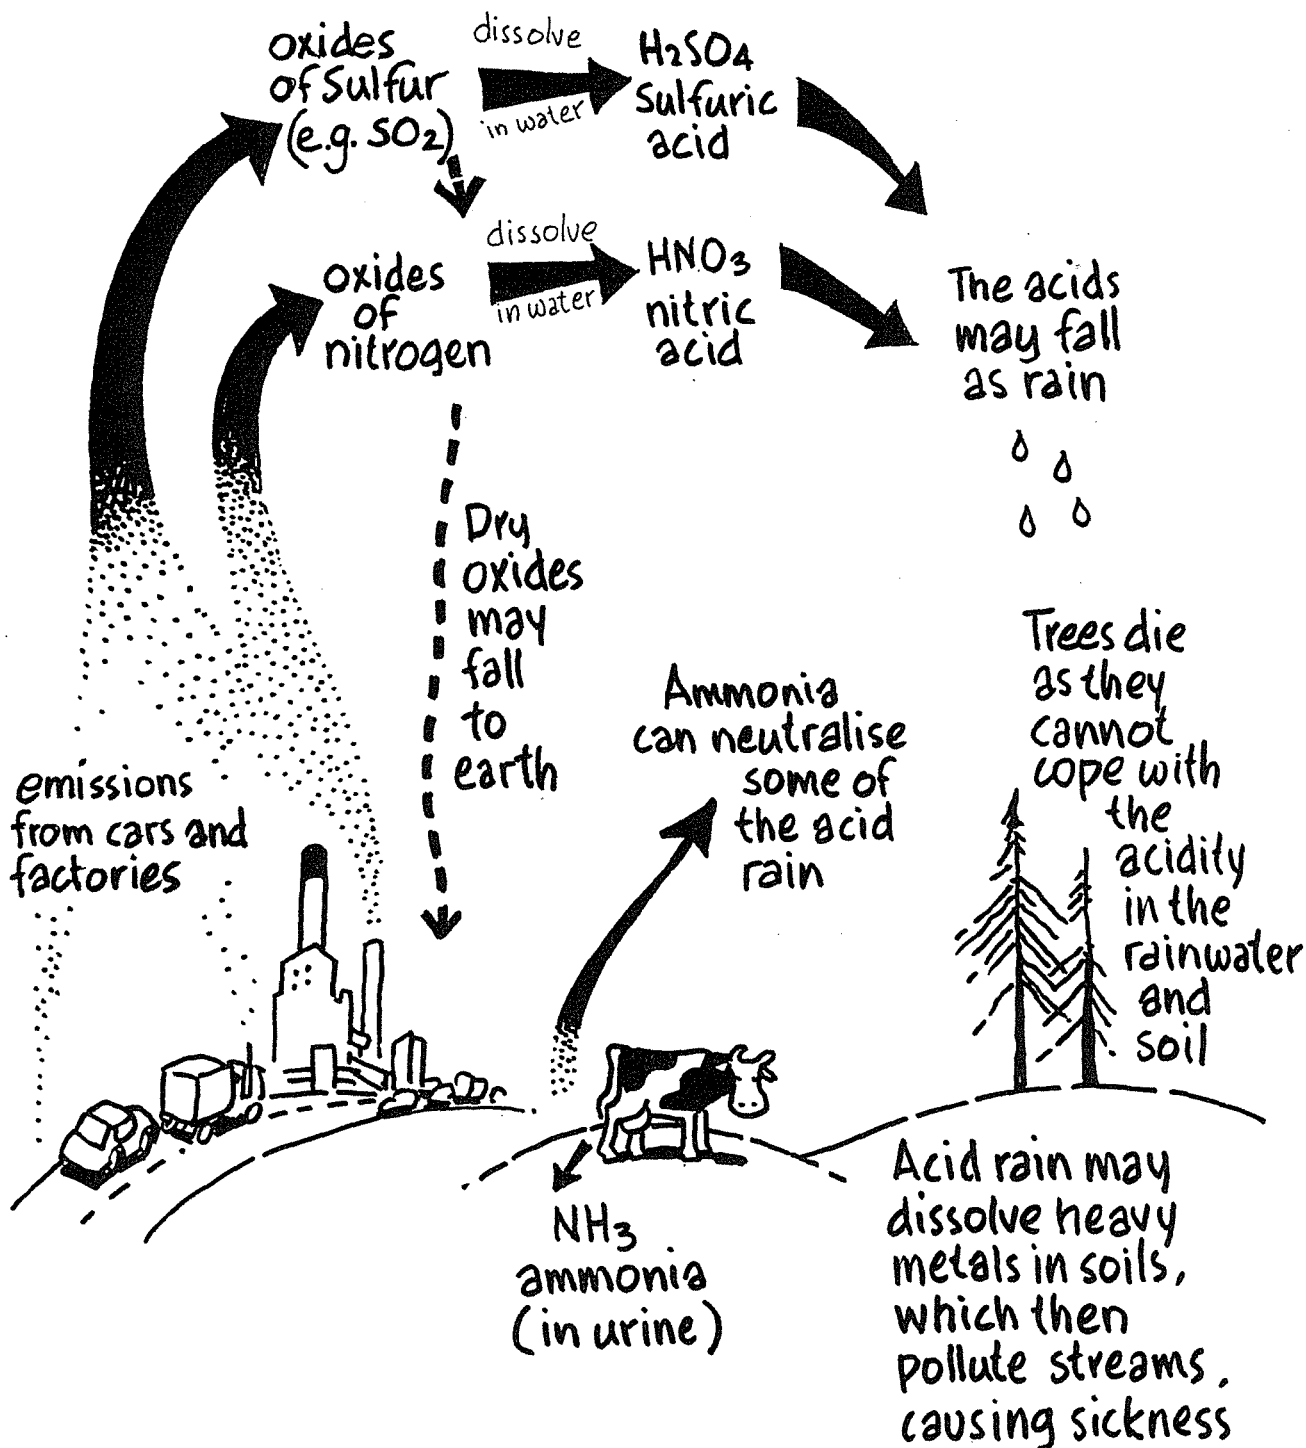 oxides
of Sulfur
(e.g. SO2)
dissolve
in water
H2SO4
Sulfuric
acid
oxides
of
nitrogen
dissolve
in water
HNO3
nitric
acid
The acids
may fall
as rain
Dry
oxides
may
fall
to
earth
emissions
from cars and
factories
Ammonia
can neutralise
some of
the acid
rain
Trees die
as they
cannot
cope with
the
acidity
in the
rainwater
and
soil
NH3
ammonia
(in urine)
Acid rain may
dissolve heavy
metals in soils,
which then
pollute streams,
causing sickness